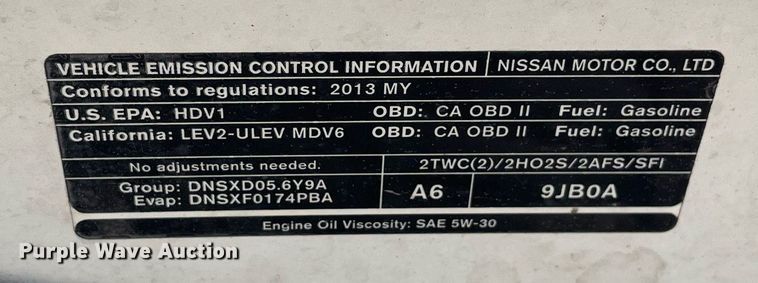 VEHICLE EMISSION CONTROL INFORMATION NISSAN MOTOR CO., LTD
Conforms to regulations: 2013 MY
U.S. EPA: HDV1 OBD: CA OBD II Fuel: Gasoline
California: LEV2-ULEV MDV6 OBD: CA OBD II Fuel: Gasoline
No adjustments needed. 2TWC(2)/2HO2S/2AFS/SFI
Group: DNSXD05.6Y9A
Evap: DNSXF0174PBA
A6 9JB0A
Engine Oil Viscosity: SAE 5W-30
Purple Wave Auction